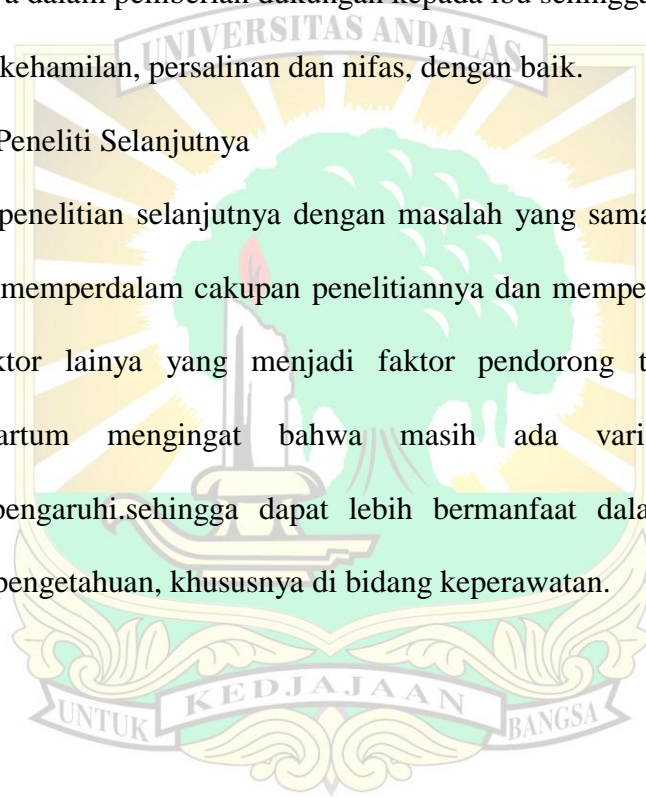 dalam pemberian dukungan kepada ibu sehingga
UNIVERSITAS ANDALAS
kehamilan, persalinan dan nifas, dengan baik.
Peneliti Selanjutnya
penelitian selanjutnya dengan masalah yang sama
memperdalam cakupan penelitiannya dan mempe
ktor lainya yang menjadi faktor pendorong t
artum mengingat bahwa masih ada vari
pengaruhi.sehingga dapat lebih bermanfaat dala
pengetahuan, khususnya di bidang keperawatan.
UNTUK KEDJAJAAN BANGSA